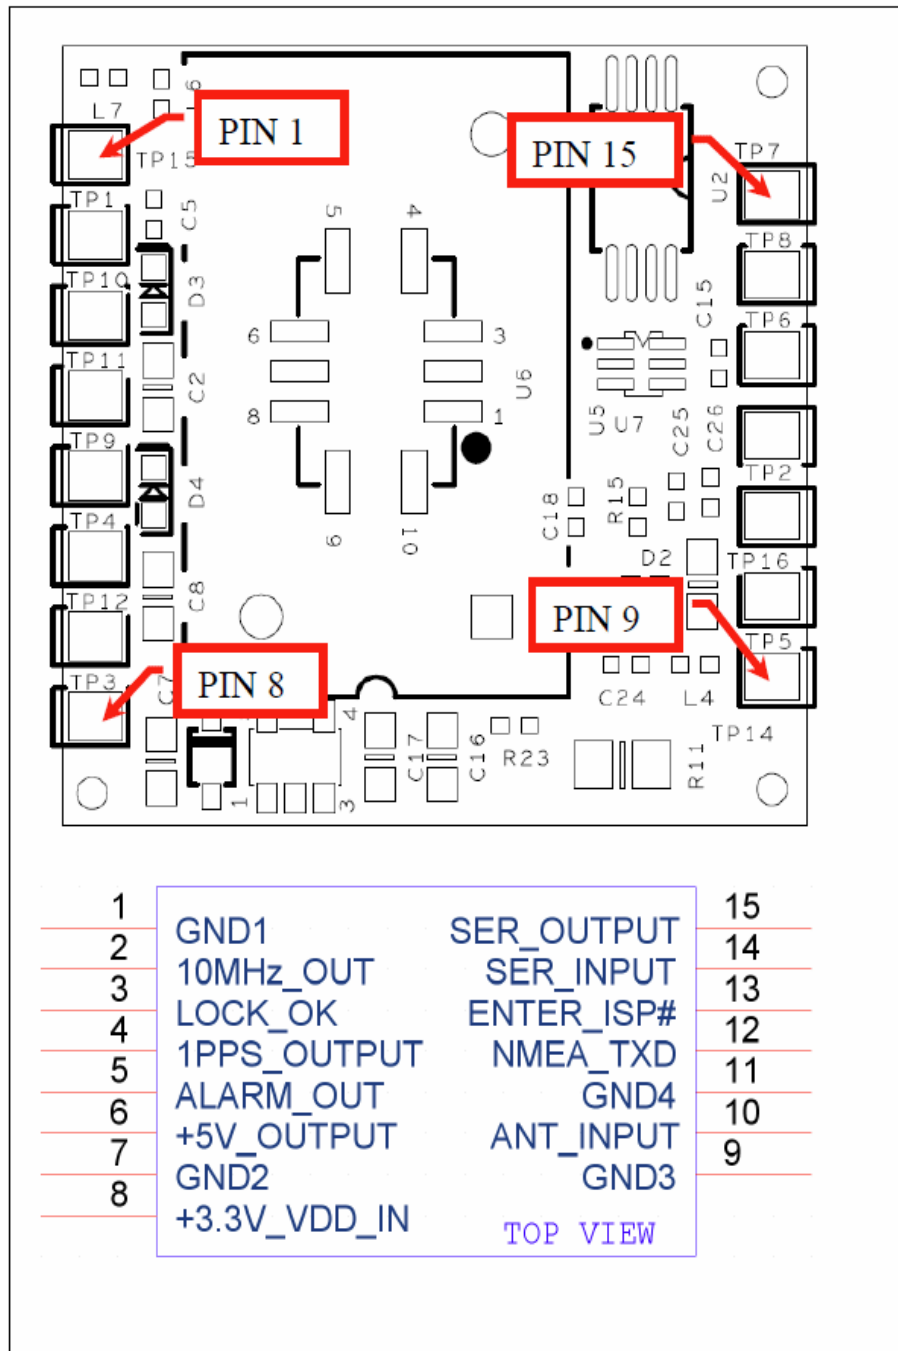 L7
6
PIN 1
TP15
PIN 15
TP7
U2
TP1
C5
5
4
TP8
TP10
D3
C15
TP6
6
3
TP11
C2
U6
8
1
U5
U7
C25
C26
TP9
D4
TP2
C18
R15
TP4
9
10
D2
TP16
TP12
C8
PIN 9
TP5
TP3
C7
PIN 8
C24
L4
4
C17
C16
R23
R11
TP14
1
3
1 GND1 SER_OUTPUT 15
2 10MHz_OUT SER_INPUT 14
3 LOCK_OK ENTER_ISP# 13
4 1PPS_OUTPUT NMEA_TXD 12
5 ALARM_OUT GND4 11
6 +5V_OUTPUT ANT_INPUT 10
7 GND2 GND3 9
8 +3.3V_VDD_IN
TOP VIEW